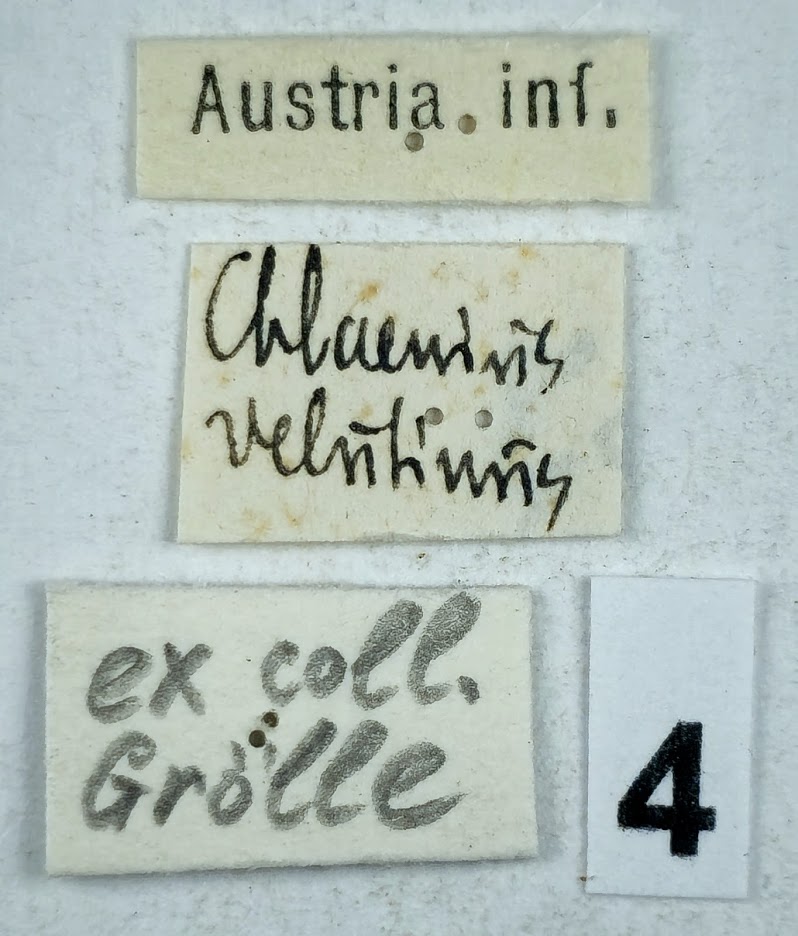 Austria. inf.
Chlaenius
velutinus
ex coll.
Grölle
4